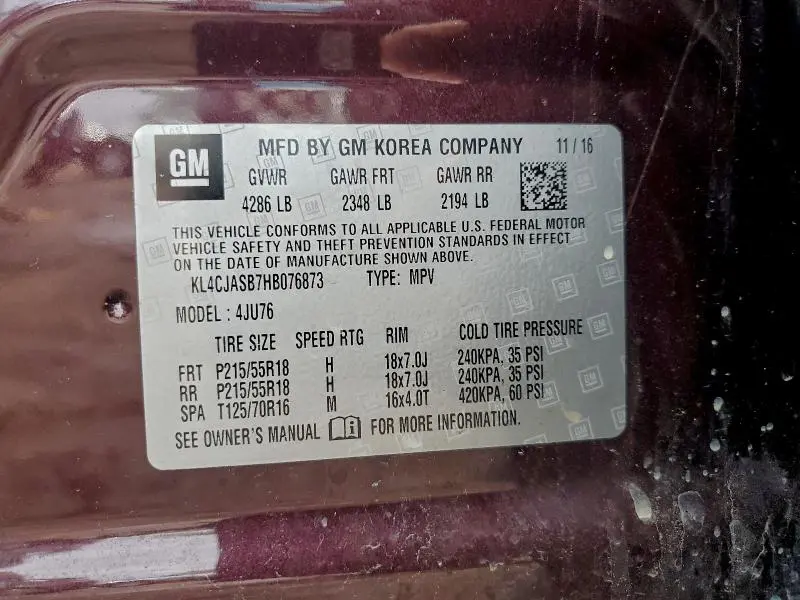 GM MFD BY GM KOREA COMPANY 11 / 16
GVWR GAWR FRT GAWR RR
4286 LB 2348 LB 2194 LB
THIS VEHICLE CONFORMS TO ALL APPLICABLE U.S. FEDERAL MOTOR
VEHICLE SAFETY AND THEFT PREVENTION STANDARDS IN EFFECT
ON THE DATE OF MANUFACTURE SHOWN ABOVE.
KL4CJASB7HB076873 TYPE: MPV
MODEL : 4JU76
TIRE SIZE SPEED RTG RIM COLD TIRE PRESSURE
FRT P215/55R18 H 18x7.0J 240KPA, 35 PSI
RR P215/55R18 H 18x7.0J 240KPA, 35 PSI
SPA T125/70R16 M 16x4.0T 420KPA, 60 PSI
SEE OWNER'S MANUAL i FOR MORE INFORMATION.